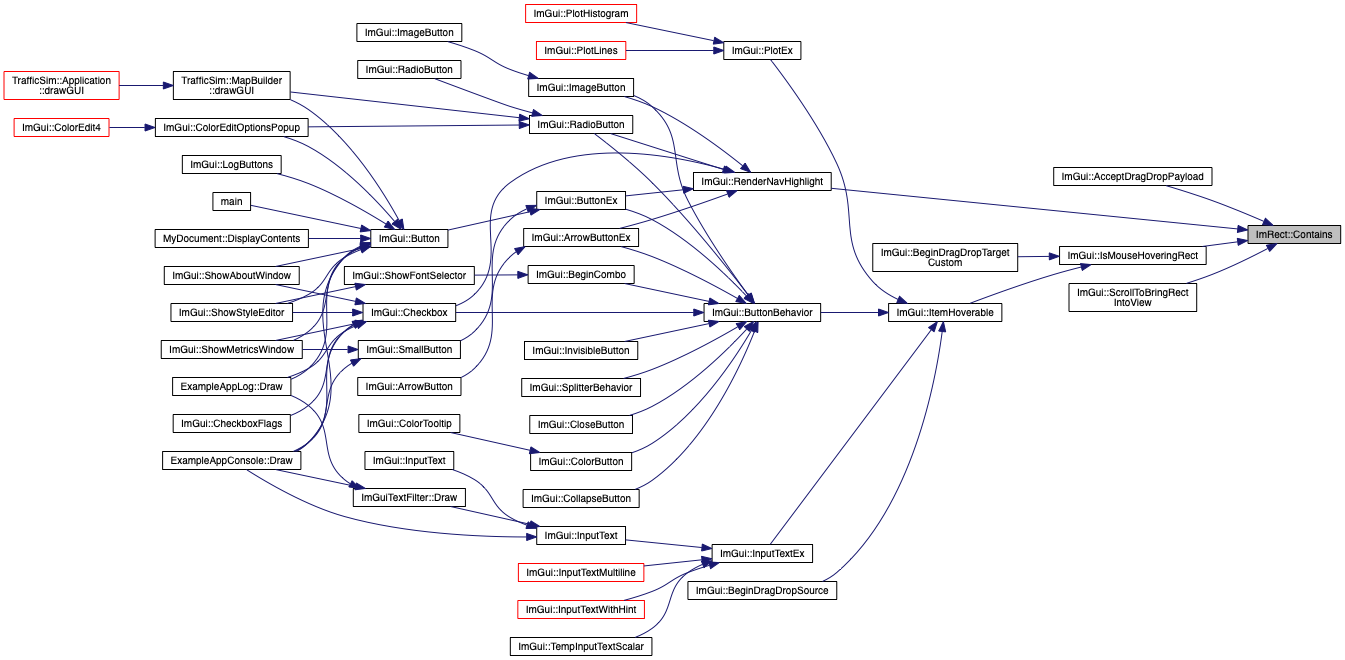 ImGui::PlotHistogram
ImGui::ImageButton
ImGui::PlotLines
ImGui::PlotEx
ImGui::RadioButton
TrafficSim::Application
::drawGUI
TrafficSim::MapBuilder
::drawGUI
ImGui::ImageButton
ImGui::ColorEdit4
ImGui::ColorEditOptionsPopup
ImGui::RadioButton
ImGui::LogButtons
ImGui::RenderNavHighlight
ImGui::AcceptDragDropPayload
main
ImGui::ButtonEx
MyDocument::DisplayContents
ImGui::Button
ImGui::ArrowButtonEx
ImRect::Contains
ImGui::BeginDragDropTarget
Custom
ImGui::IsMouseHoveringRect
ImGui::ShowAboutWindow
ImGui::ShowFontSelector
ImGui::BeginCombo
ImGui::ScrollToBringRect
IntoView
ImGui::ShowStyleEditor
ImGui::Checkbox
ImGui::ButtonBehavior
ImGui::ItemHoverable
ImGui::ShowMetricsWindow
ImGui::SmallButton
ImGui::InvisibleButton
ExampleAppLog::Draw
ImGui::ArrowButton
ImGui::SplitterBehavior
ImGui::CheckboxFlags
ImGui::ColorTooltip
ImGui::CloseButton
ExampleAppConsole::Draw
ImGui::InputText
ImGui::ColorButton
ImGuiTextFilter::Draw
ImGui::CollapseButton
ImGui::InputText
ImGui::InputTextEx
ImGui::InputTextMultiline
ImGui::BeginDragDropSource
ImGui::InputTextWithHint
ImGui::TempInputTextScalar